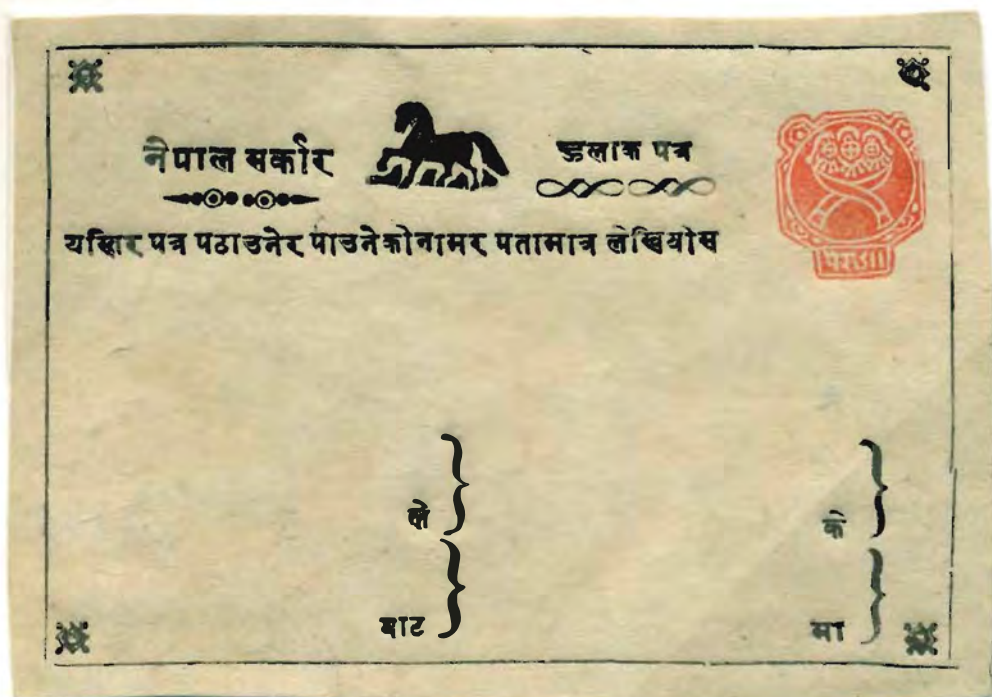 नेपाल सर्कार
हुलाक पत्र
यस्तिर पत्र पठाउनेर पाउनेको नामर पतामात्र लेखियोस
के
के
बाट
मा